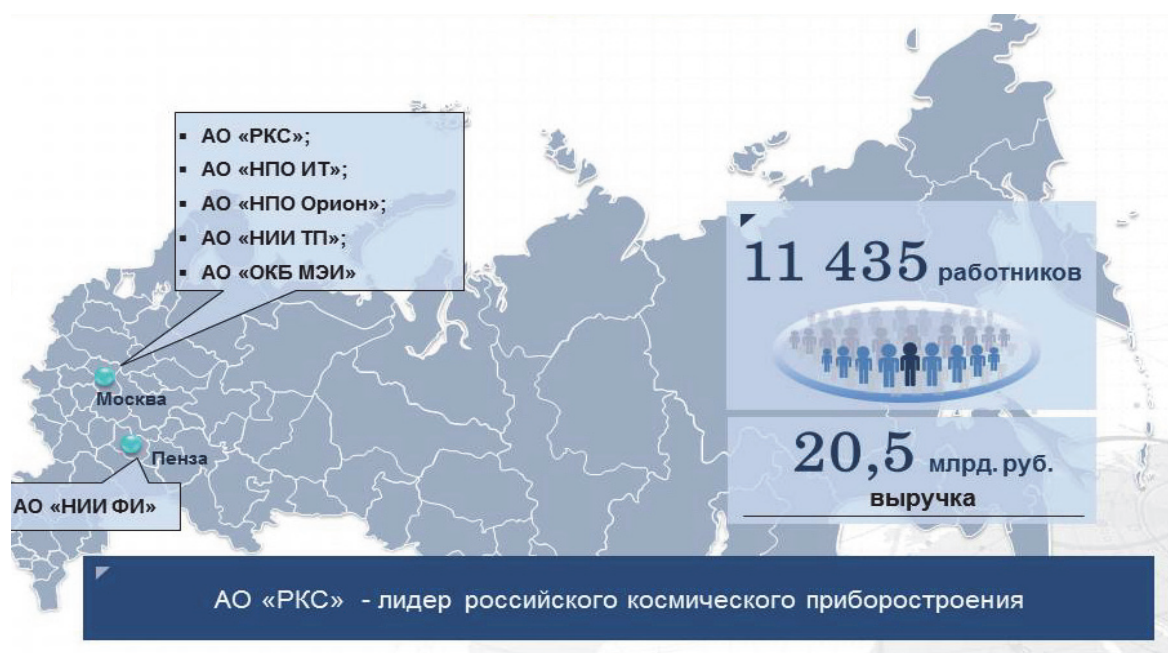 ▪ АО «РКС»;
▪ АО «НПО ИТ»;
▪ АО «НПО Орион»;
▪ АО «НИИ ТП»;
▪ АО «ОКБ МЭИ»
Москва
Пенза
АО «НИИ ФИ»
11 435 работников
20,5 млрд. руб.
выручка
АО «РКС» - лидер российского космического приборостроения